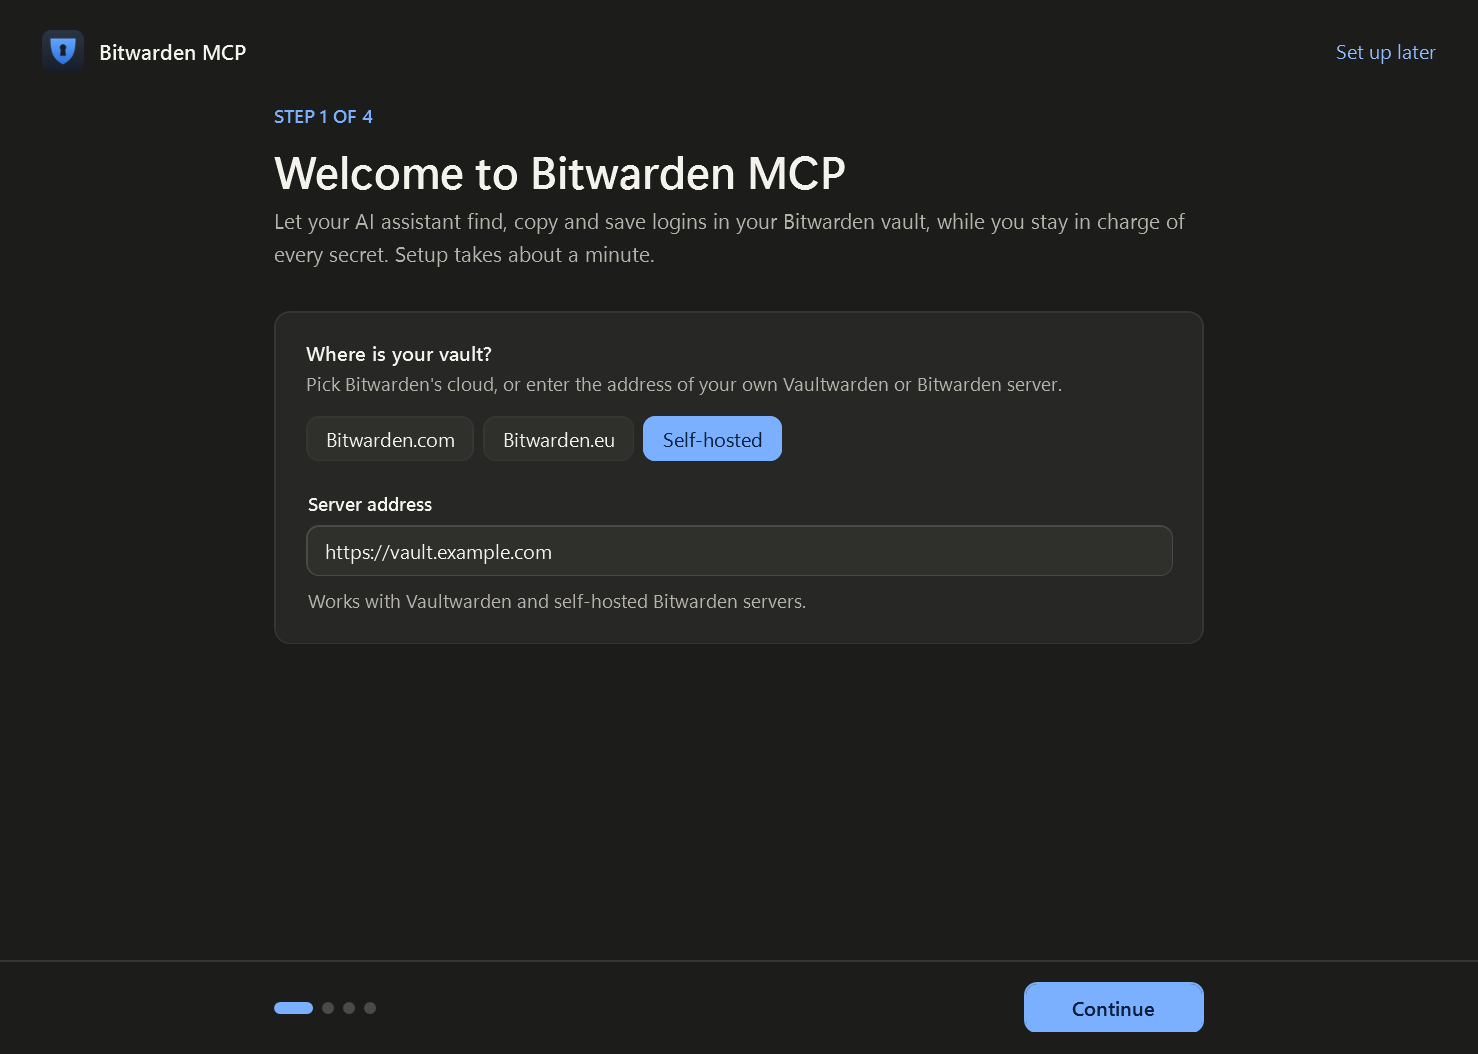 Bitwarden MCP
Set up later
STEP 1 OF 4
Welcome to Bitwarden MCP
Let your AI assistant find, copy and save logins in your Bitwarden vault, while you stay in charge of
every secret. Setup takes about a minute.
Where is your vault?
Pick Bitwarden's cloud, or enter the address of your own Vaultwarden or Bitwarden server.
Bitwarden.com
Bitwarden.eu
Self-hosted
Server address
https://vault.example.com
Works with Vaultwarden and self-hosted Bitwarden servers.
Continue